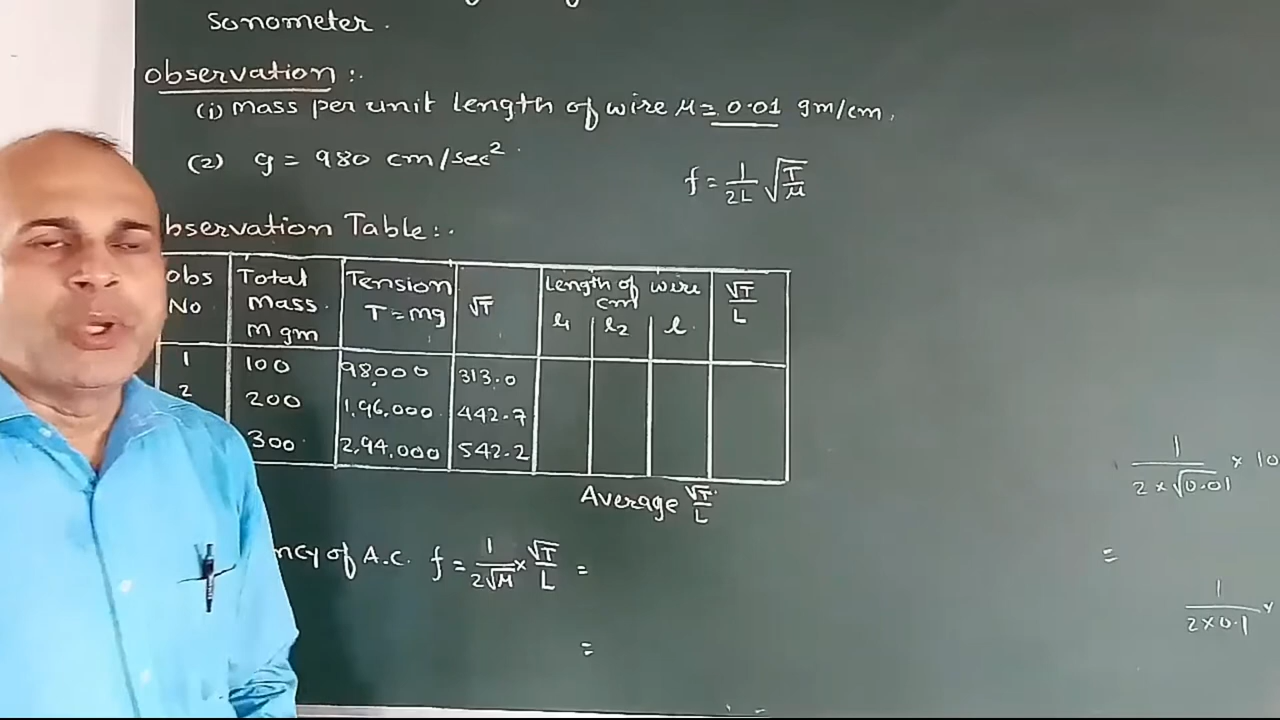 sonometer.
Observation :.
(i) Mass per unit length of wire μ = 0.01 gm/cm.
(2) g = 980 cm/sec²
f = 1/2L √T/μ
bservation Table:.
obs No | Total Mass M gm | Tension T = mg | √T | Length of wire cm | √T/L
l₁ | l₂ | l
1 | 100 | 98,000 | 313.0
2 | 200 | 1,96,000 | 442.7
300 | 2,94,000 | 542.2
Average √T/L
ncy of A.C. f = 1/2√μ × √T/L =
=
1/2×√0.01 × 10
=
1/2×0.1 ×